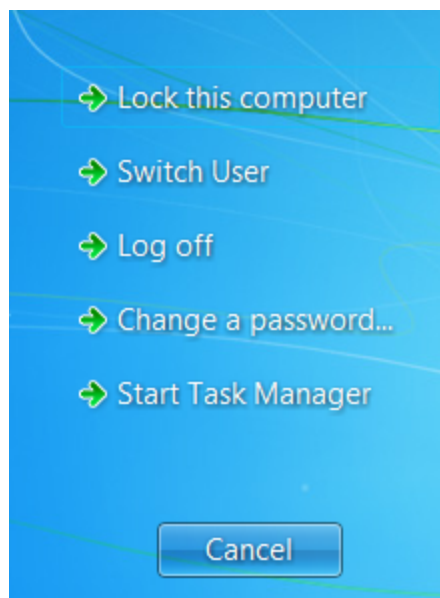 Lock this computer
Switch User
Log off
Change a password...
Start Task Manager
Cancel